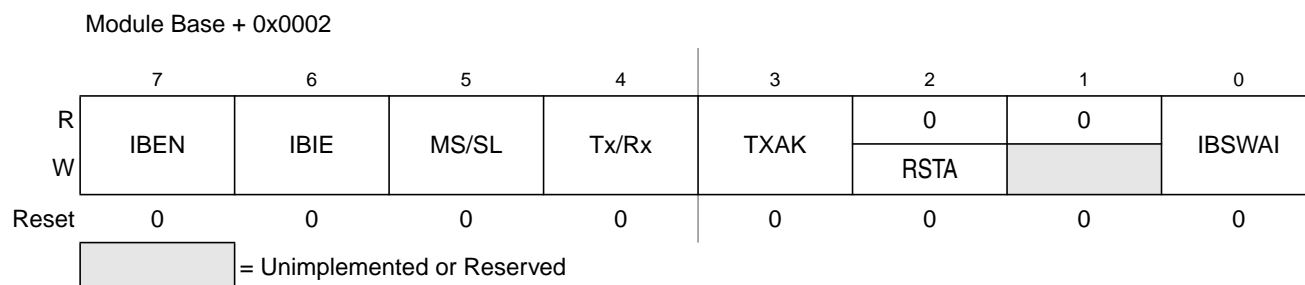 Module Base + 0x0002
7 6 5 4 3 2 1 0
R IBEN IBIE MS/SL Tx/Rx TXAK 0 0 IBSWAI
W RSTA
Reset 0 0 0 0 0 0 0 0
= Unimplemented or Reserved